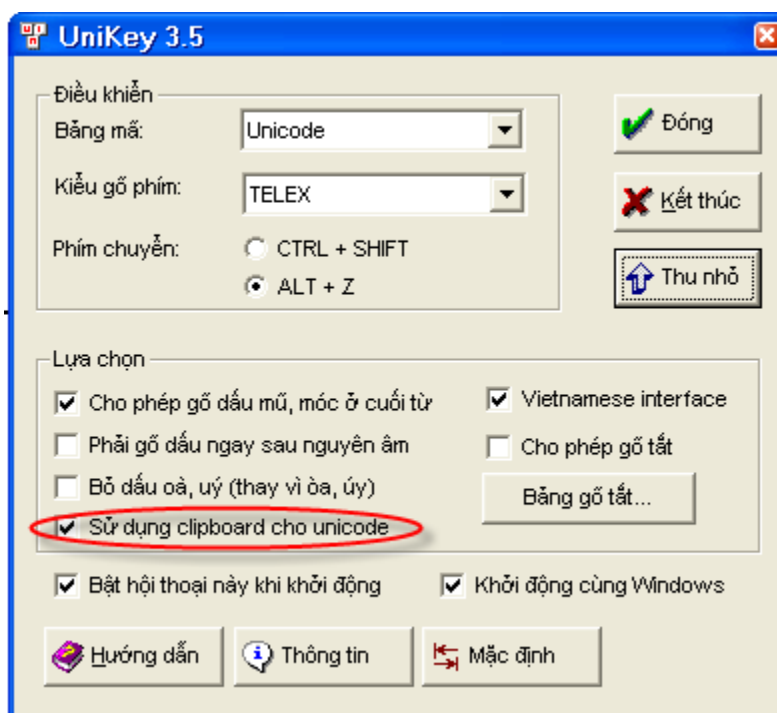 UniKey 3.5
Điều khiển
Bảng mã:
Unicode
Đóng
Kiểu gõ phím:
TELEX
Kết thúc
Phím chuyển:
CTRL + SHIFT
ALT + Z
Thu nhỏ
Lựa chọn
Cho phép gõ dấu mũ, móc ở cuối từ
Vietnamese interface
Phải gõ dấu ngay sau nguyên âm
Cho phép gõ tắt
Bỏ dấu oà, uý (thay vì òa, úy)
Bảng gõ tắt...
Sử dụng clipboard cho unicode
Bật hội thoại này khi khởi động
Khởi động cùng Windows
Hướng dẫn
Thông tin
Mặc định